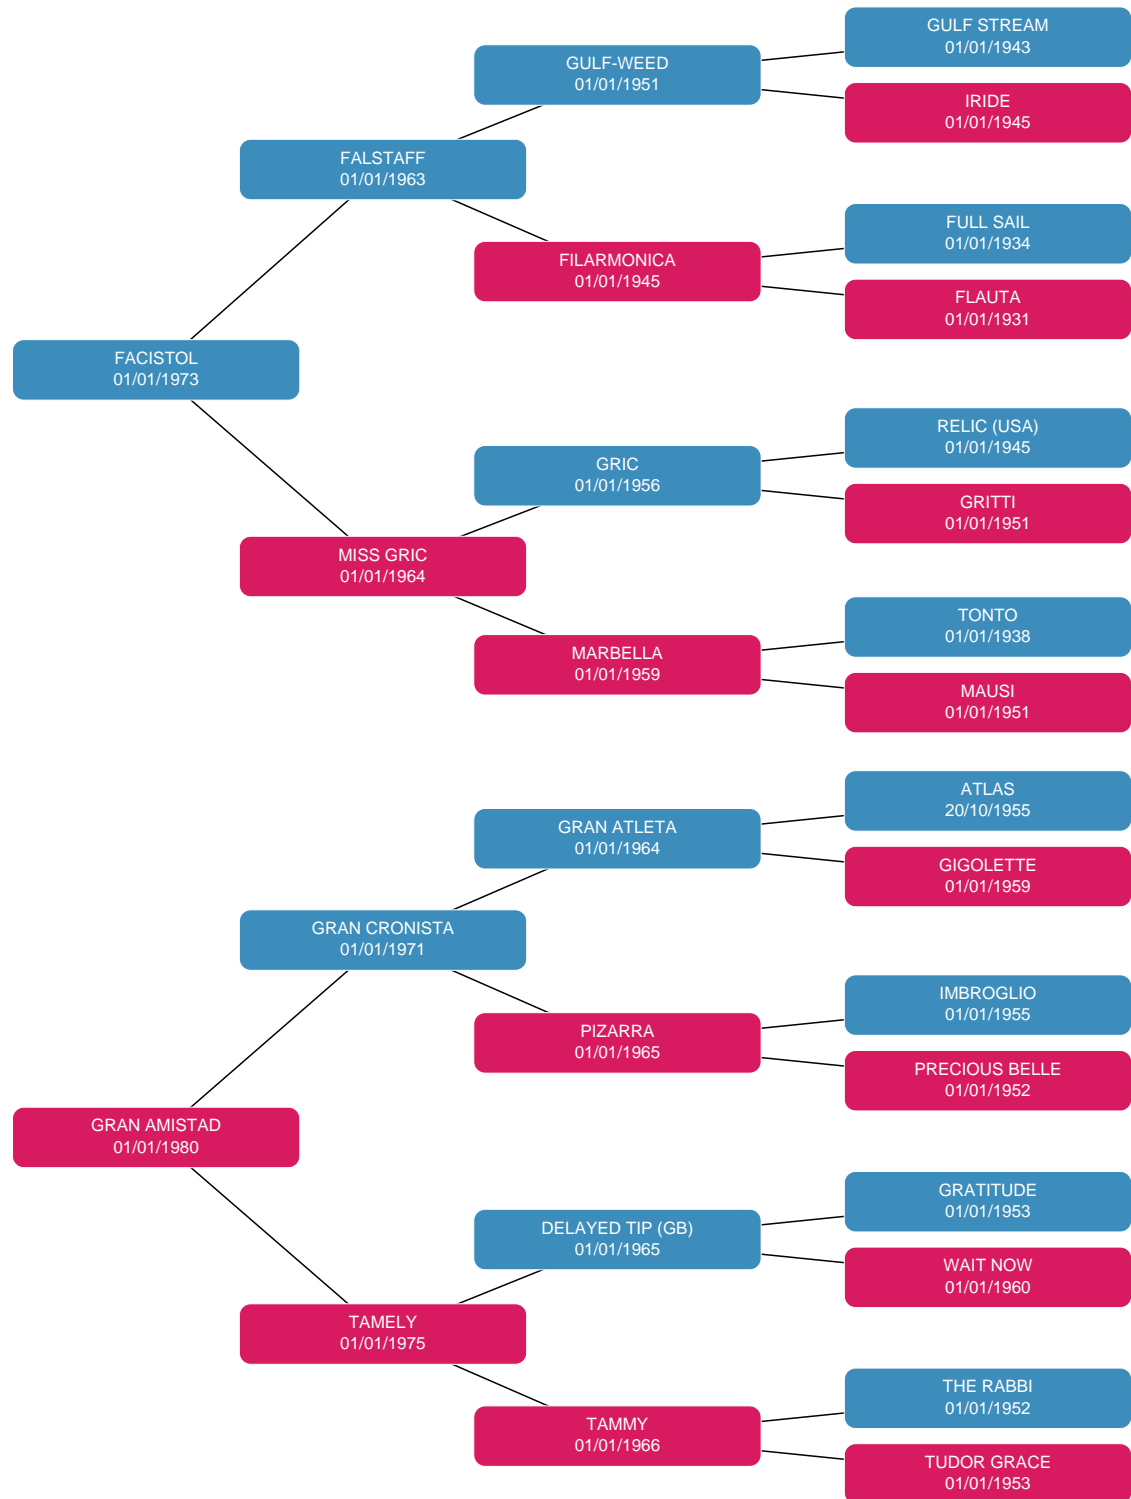 GULF STREAM
01/01/1943
GULF-WEED
01/01/1951
IRIDE
01/01/1945
FALSTAFF
01/01/1963
FULL SAIL
01/01/1934
FILARMONICA
01/01/1945
FLAUTA
01/01/1931
FACISTOL
01/01/1973
RELIC (USA)
01/01/1945
GRIC
01/01/1956
GRITTI
01/01/1951
MISS GRIC
01/01/1964
TONTO
01/01/1938
MARBELLA
01/01/1959
MAUSI
01/01/1951
ATLAS
20/10/1955
GRAN ATLETA
01/01/1964
GIGOLETTE
01/01/1959
GRAN CRONISTA
01/01/1971
IMBROGLIO
01/01/1955
PIZARRA
01/01/1965
PRECIOUS BELLE
01/01/1952
GRAN AMISTAD
01/01/1980
GRATITUDE
01/01/1953
DELAYED TIP (GB)
01/01/1965
WAIT NOW
01/01/1960
TAMELY
01/01/1975
THE RABBI
01/01/1952
TAMMY
01/01/1966
TUDOR GRACE
01/01/1953